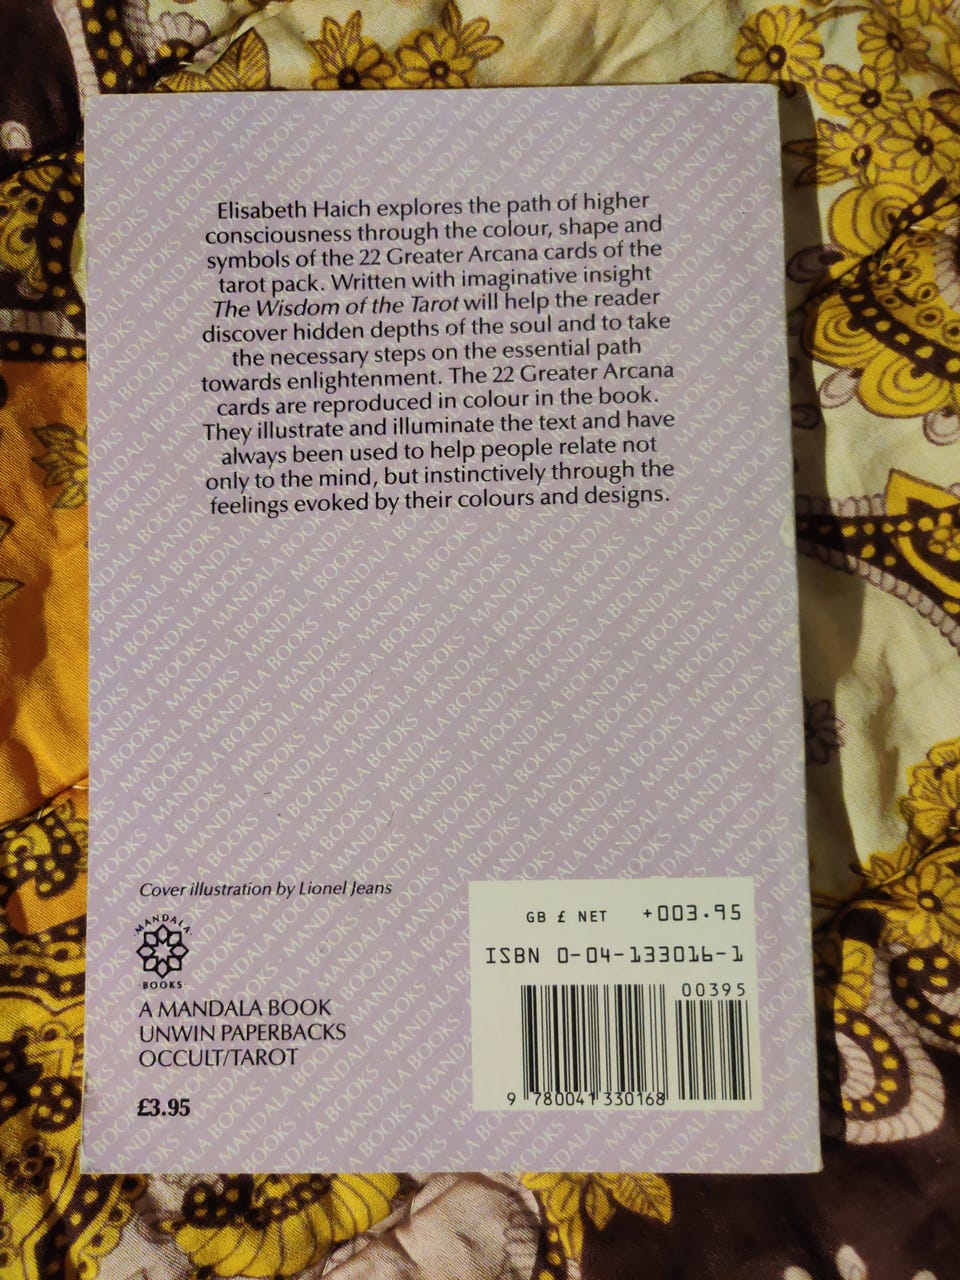 Elisabeth Haich explores the path of higher
consciousness through the colour, shape and
symbols of the 22 Greater Arcana cards of the
tarot pack. Written with imaginative insight
The Wisdom of the Tarot will help the reader
discover hidden depths of the soul and to take
the necessary steps on the essential path
towards enlightenment. The 22 Greater Arcana
cards are reproduced in colour in the book.
They illustrate and illuminate the text and have
always been used to help people relate not
only to the mind, but instinctively through the
feelings evoked by their colours and designs.
Cover illustration by Lionel Jeans
MANDALA
BOOKS
A MANDALA BOOK
UNWIN PAPERBACKS
OCCULT/TAROT
£3.95
GB £ NET +003.95
ISBN 0-04-133016-1
00395
9 780041 330168